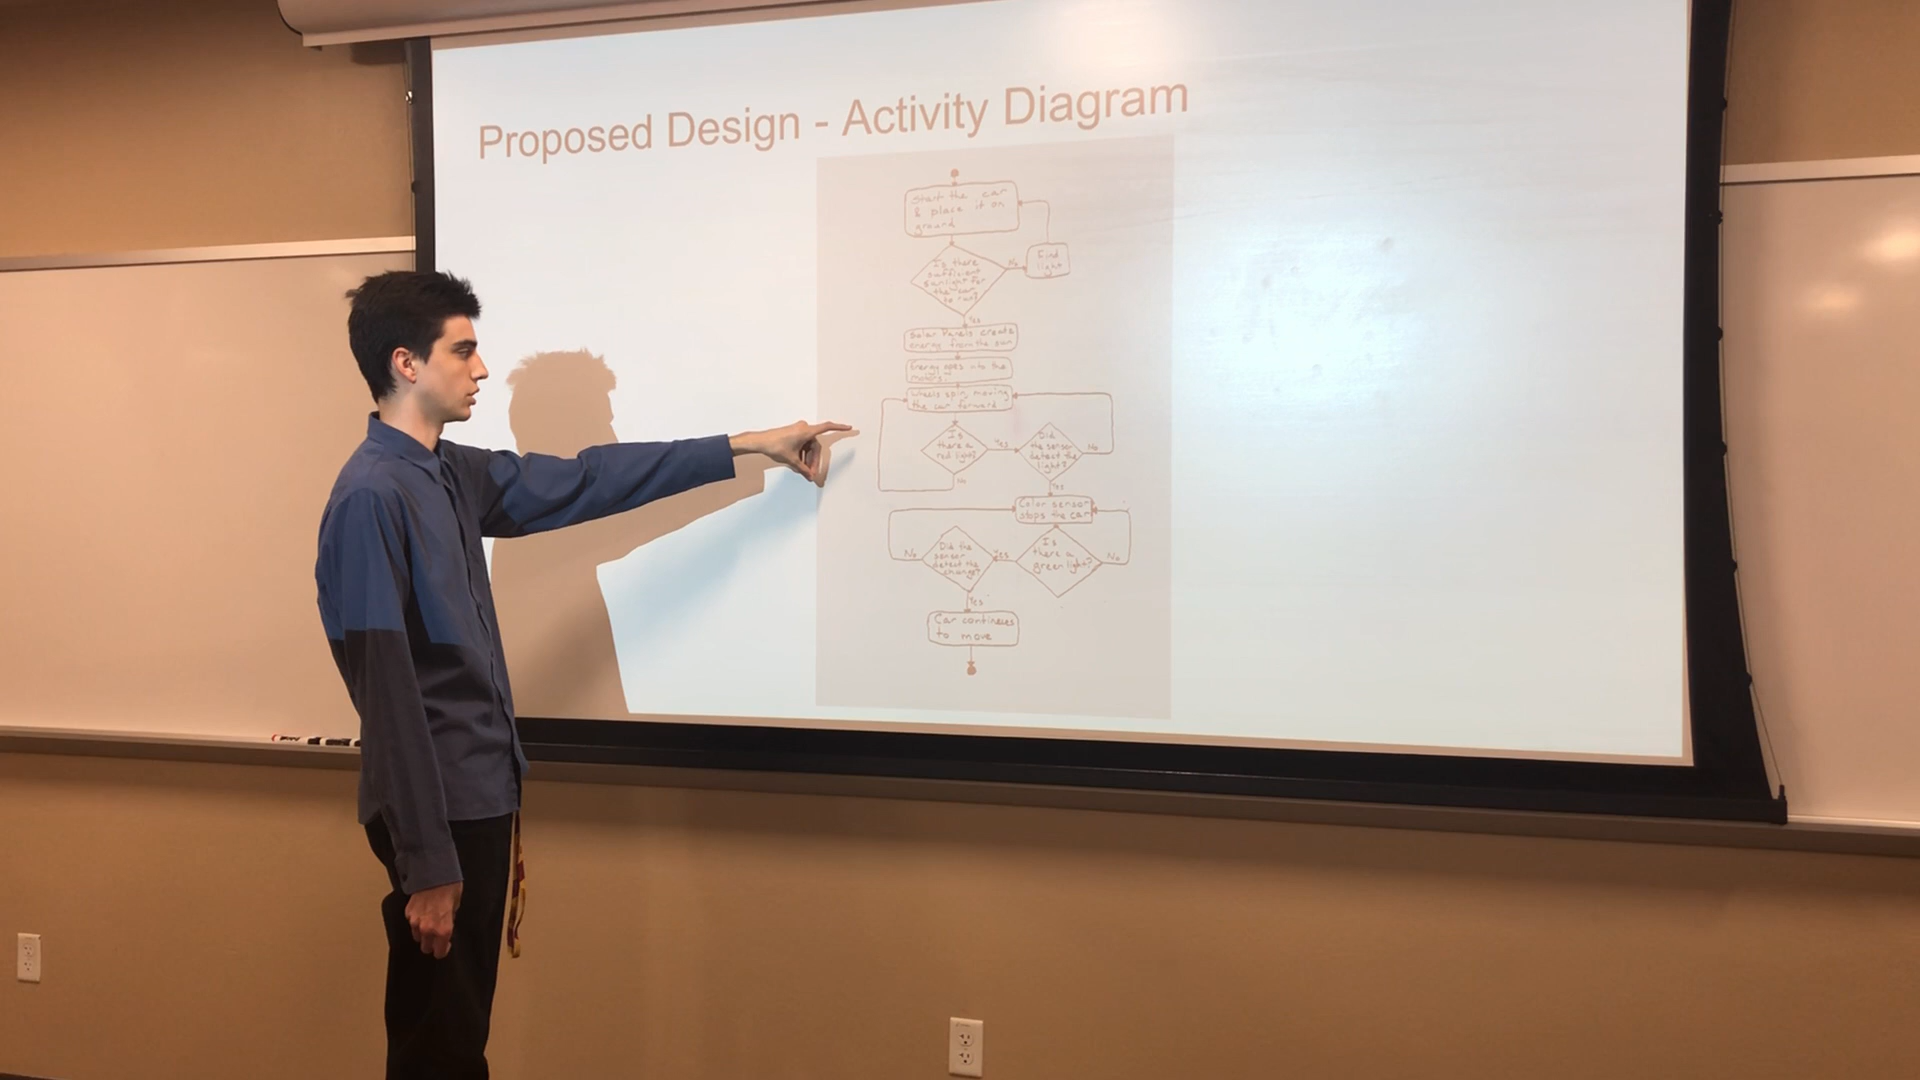 Proposed Design - Activity Diagram
Start the car
& place it on
ground
Is there
sufficient
sunlight for
the car
to run?
No
Find
light
Yes
Solar Panels create
energy from the sun
Energy goes into the
motors.
Wheels spin, moving
the car forward
Is
there a
red light?
Yes
Did
the sensor
detect the
light?
No
No
Yes
Color sensor
stops the car
Is
there a
green light?
No
Yes
Did the
sensor
detect the
change?
No
Yes
Car continues
to move